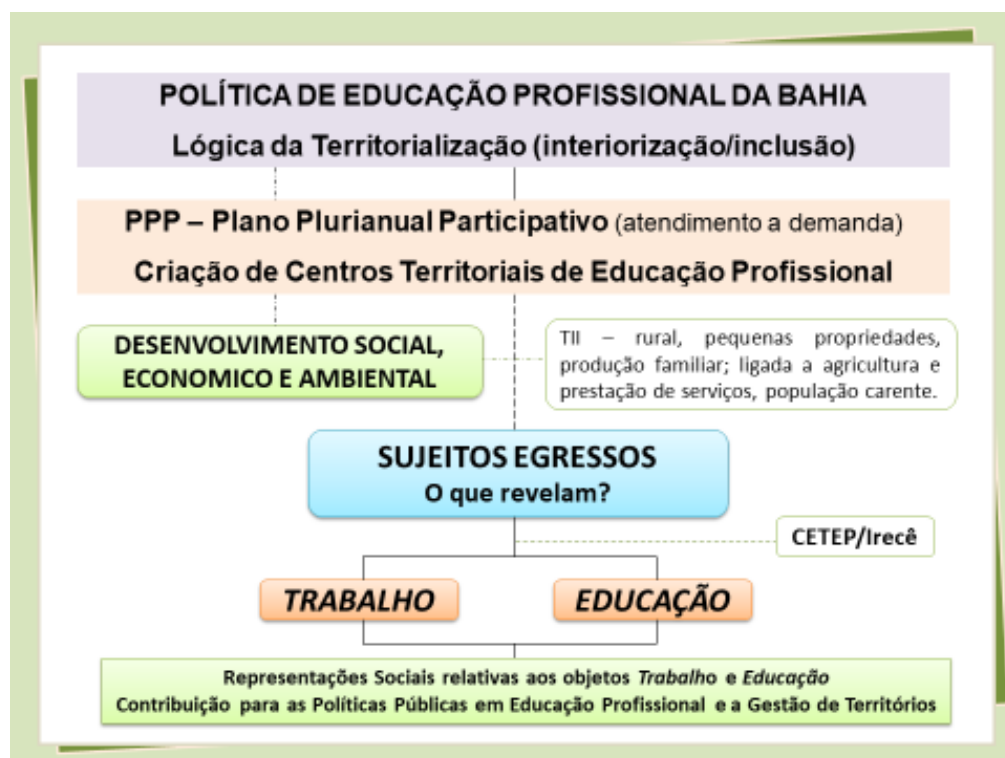 POLÍTICA DE EDUCAÇÃO PROFISSIONAL DA BAHIA
Lógica da Territorialização (interiorização/inclusão)
PPP – Plano Plurianual Participativo (atendimento a demanda)
Criação de Centros Territoriais de Educação Profissional
DESENVOLVIMENTO SOCIAL,
ECONOMICO E AMBIENTAL
TII – rural, pequenas propriedades,
produção familiar; ligada a agricultura e
prestação de serviços, população carente.
SUJEITOS EGRESSOS
O que revelam?
CETEP/Irecê
TRABALHO
EDUCAÇÃO
Representações Sociais relativas aos objetos Trabalho e Educação
Contribuição para as Políticas Públicas em Educação Profissional e a Gestão de Territórios